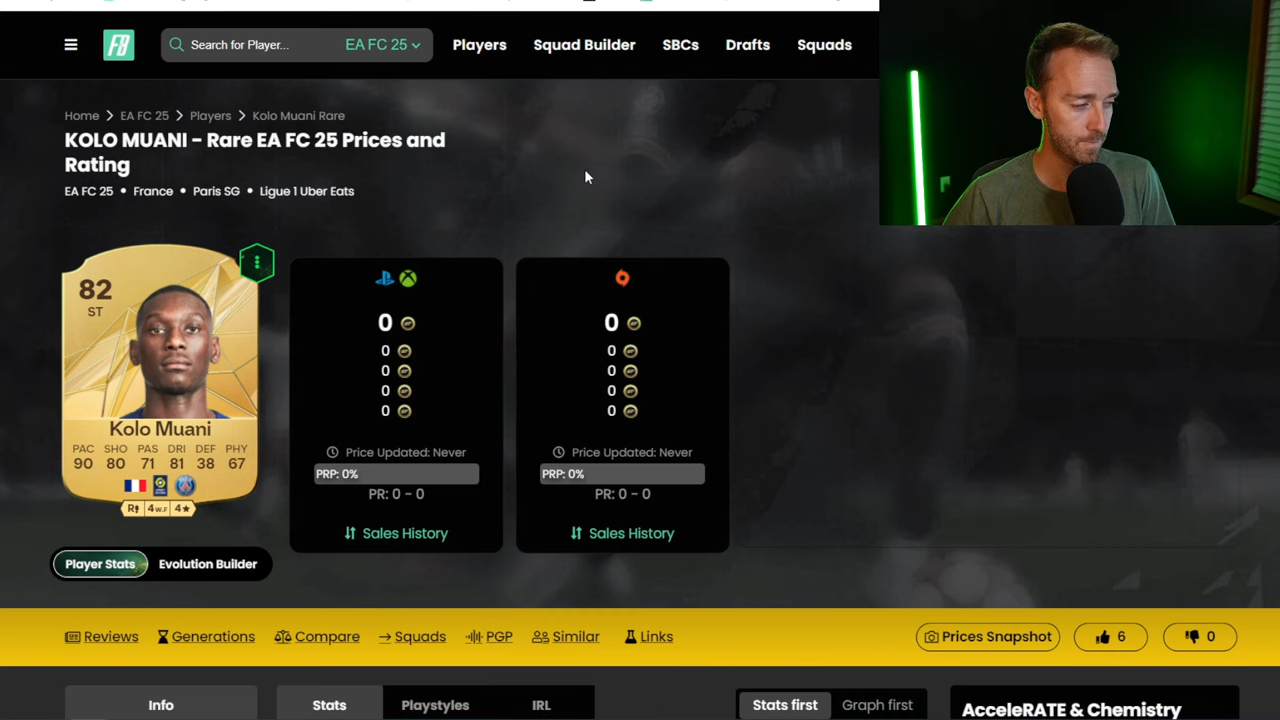 FB
Search for Player...
EA FC 25
Players
Squad Builder
SBCs
Drafts
Squads
Home > EA FC 25 > Players > Kolo Muani Rare
KOLO MUANI - Rare EA FC 25 Prices and
Rating
EA FC 25 • France • Paris SG • Ligue 1 Uber Eats
82
ST
Kolo Muani
PAC SHO PAS DRI DEF PHY
90 80 71 81 38 67
R 4 W.F 4★
0
0
0
0
0
Price Updated: Never
PRP: 0%
PR: 0 - 0
Sales History
0
0
0
0
0
Price Updated: Never
PRP: 0%
PR: 0 - 0
Sales History
Player Stats
Evolution Builder
Reviews
Generations
Compare
Squads
PGP
Similar
Links
Prices Snapshot
6
0
Info
Stats
Playstyles
IRL
Stats first
Graph first
AcceleRATE & Chemistry